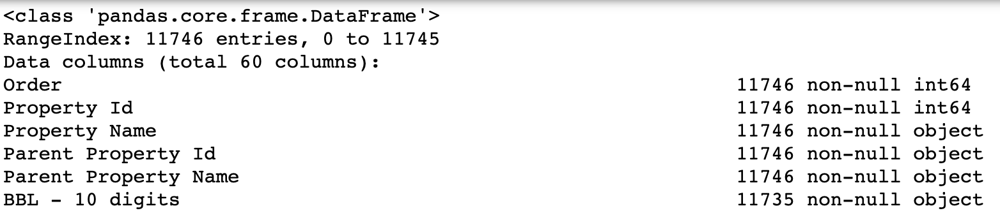 <class 'pandas.core.frame.DataFrame'>
RangeIndex: 11746 entries, 0 to 11745
Data columns (total 60 columns):
Order 11746 non-null int64
Property Id 11746 non-null int64
Property Name 11746 non-null object
Parent Property Id 11746 non-null object
Parent Property Name 11746 non-null object
BBL - 10 digits 11735 non-null object